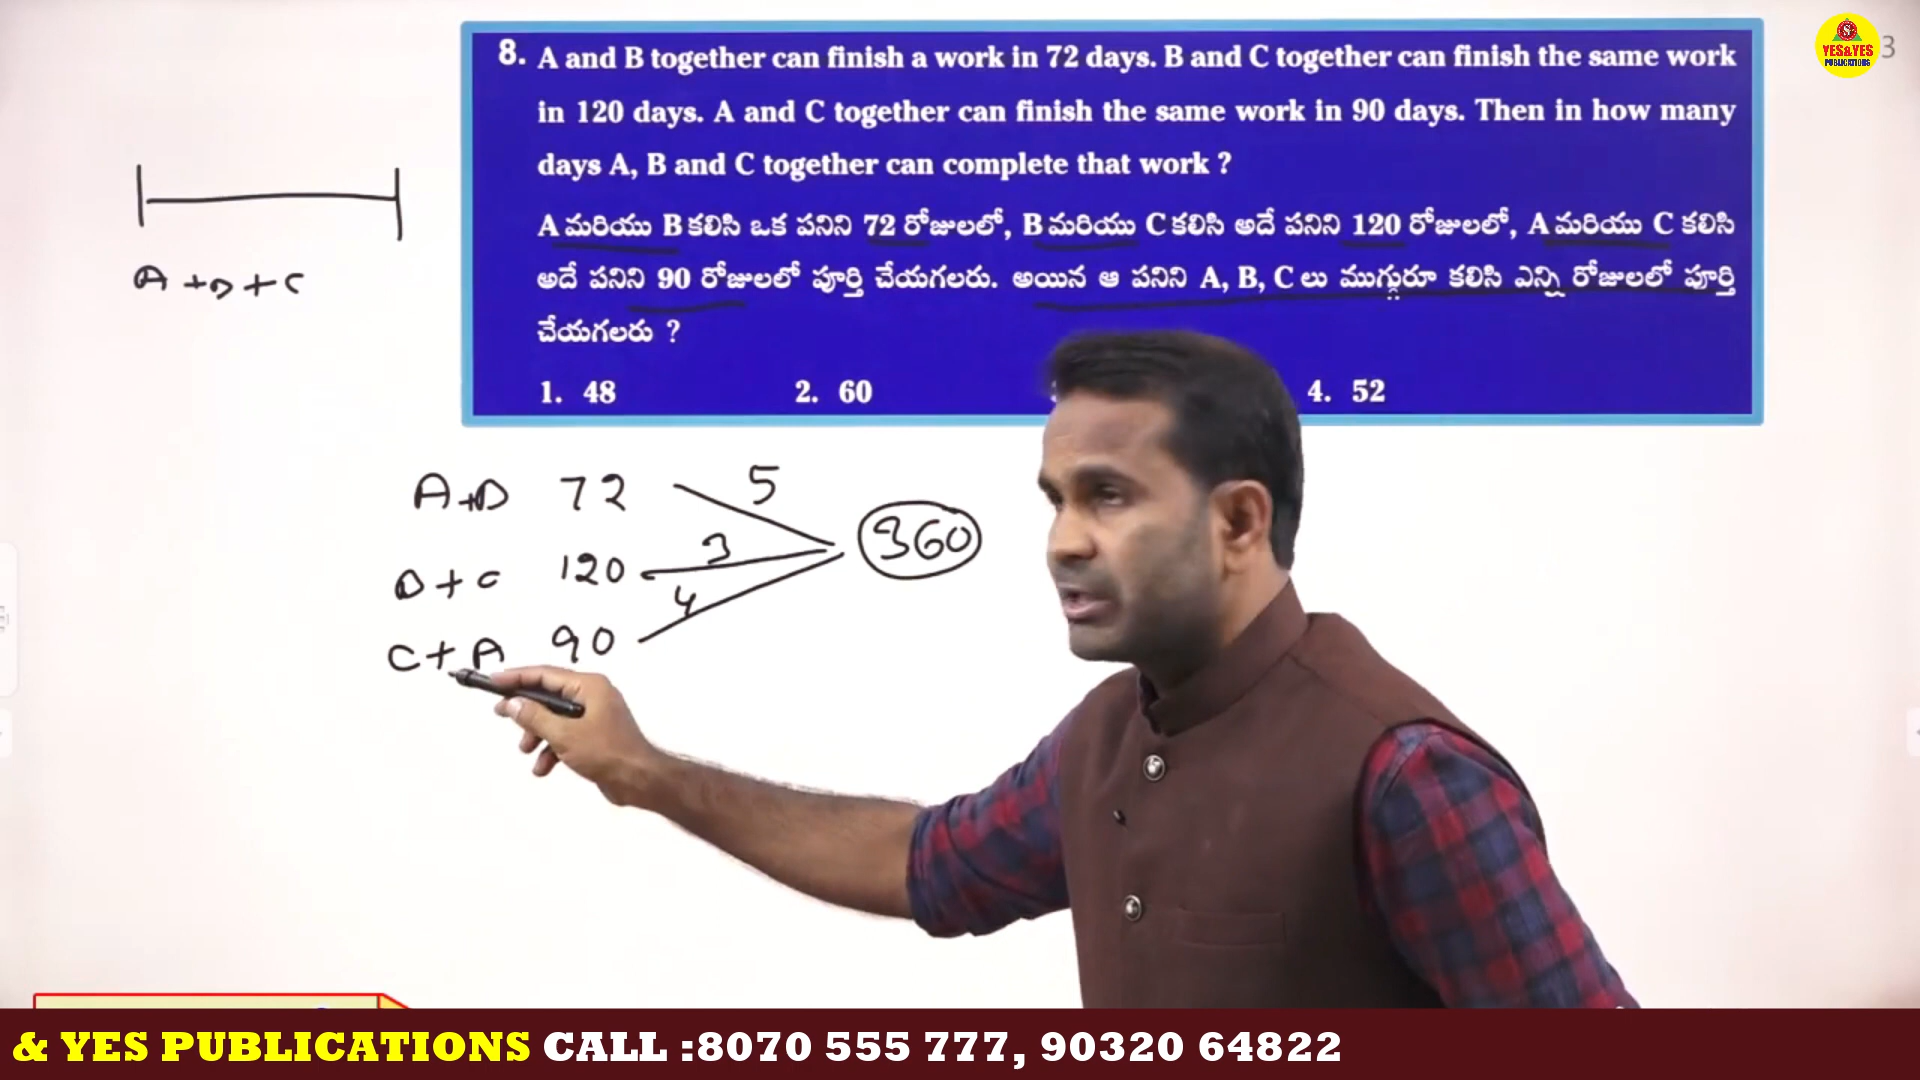 8. A and B together can finish a work in 72 days. B and C together can finish the same work
in 120 days. A and C together can finish the same work in 90 days. Then in how many
days A, B and C together can complete that work ?
A మరియు B కలిసి ఒక పనిని 72 రోజులలో, B మరియు C కలిసి అదే పనిని 120 రోజులలో, A మరియు C కలిసి
అదే పనిని 90 రోజులలో పూర్తి చేయగలరు. అయిన ఆ పనిని A, B, C లు ముగ్గురూ కలిసి ఎన్ని రోజులలో పూర్తి
చేయగలరు ?
1. 48 2. 60 4. 52
YES&YES
PUBLICATIONS
3
A + B + C
A+B 72 5
360
B + C 120 3
C + A 90 4
& YES PUBLICATIONS CALL :8070 555 777, 90320 64822